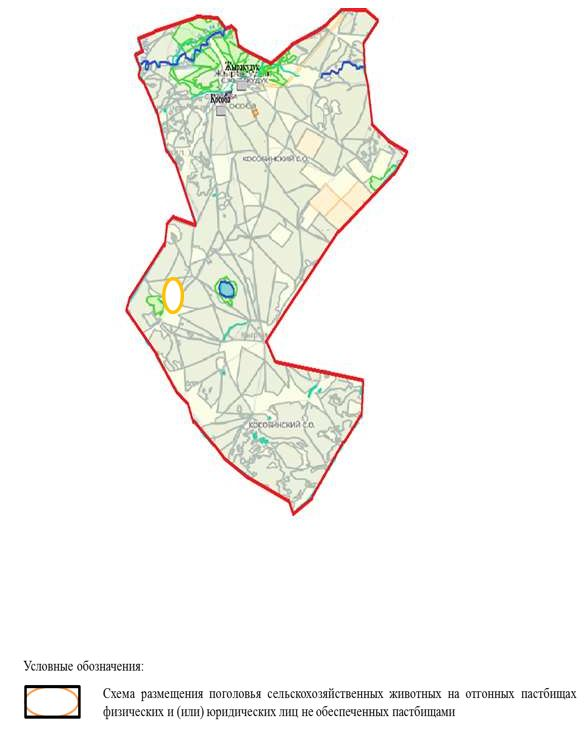 Жыркудук
Кособа
КОСОБИНСКИЙ С.О.
КОСОБИНСКИЙ С.О.
Условные обозначения:
Схема размещения поголовья сельскохозяйственных животных на отгонных пастбищах
физических и (или) юридических лиц не обеспеченных пастбищами